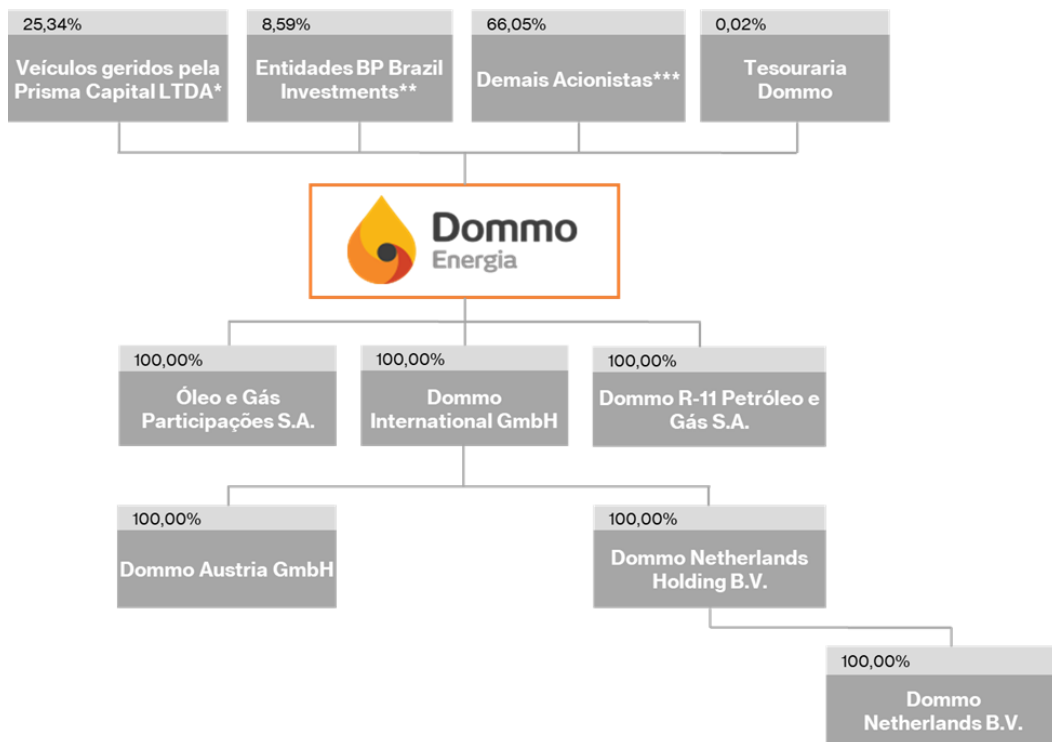 25,34%
Veículos geridos pela
Prisma Capital LTDA*
8,59%
Entidades BP Brazil
Investments**
66,05%
Demais Acionistas***
0,02%
Tesouraria
Dommo
Dommo
Energia
100,00%
Óleo e Gás
Participações S.A.
100,00%
Dommo
International GmbH
100,00%
Dommo R-11 Petróleo e
Gás S.A.
100,00%
Dommo Austria GmbH
100,00%
Dommo Netherlands
Holding B.V.
100,00%
Dommo
Netherlands B.V.